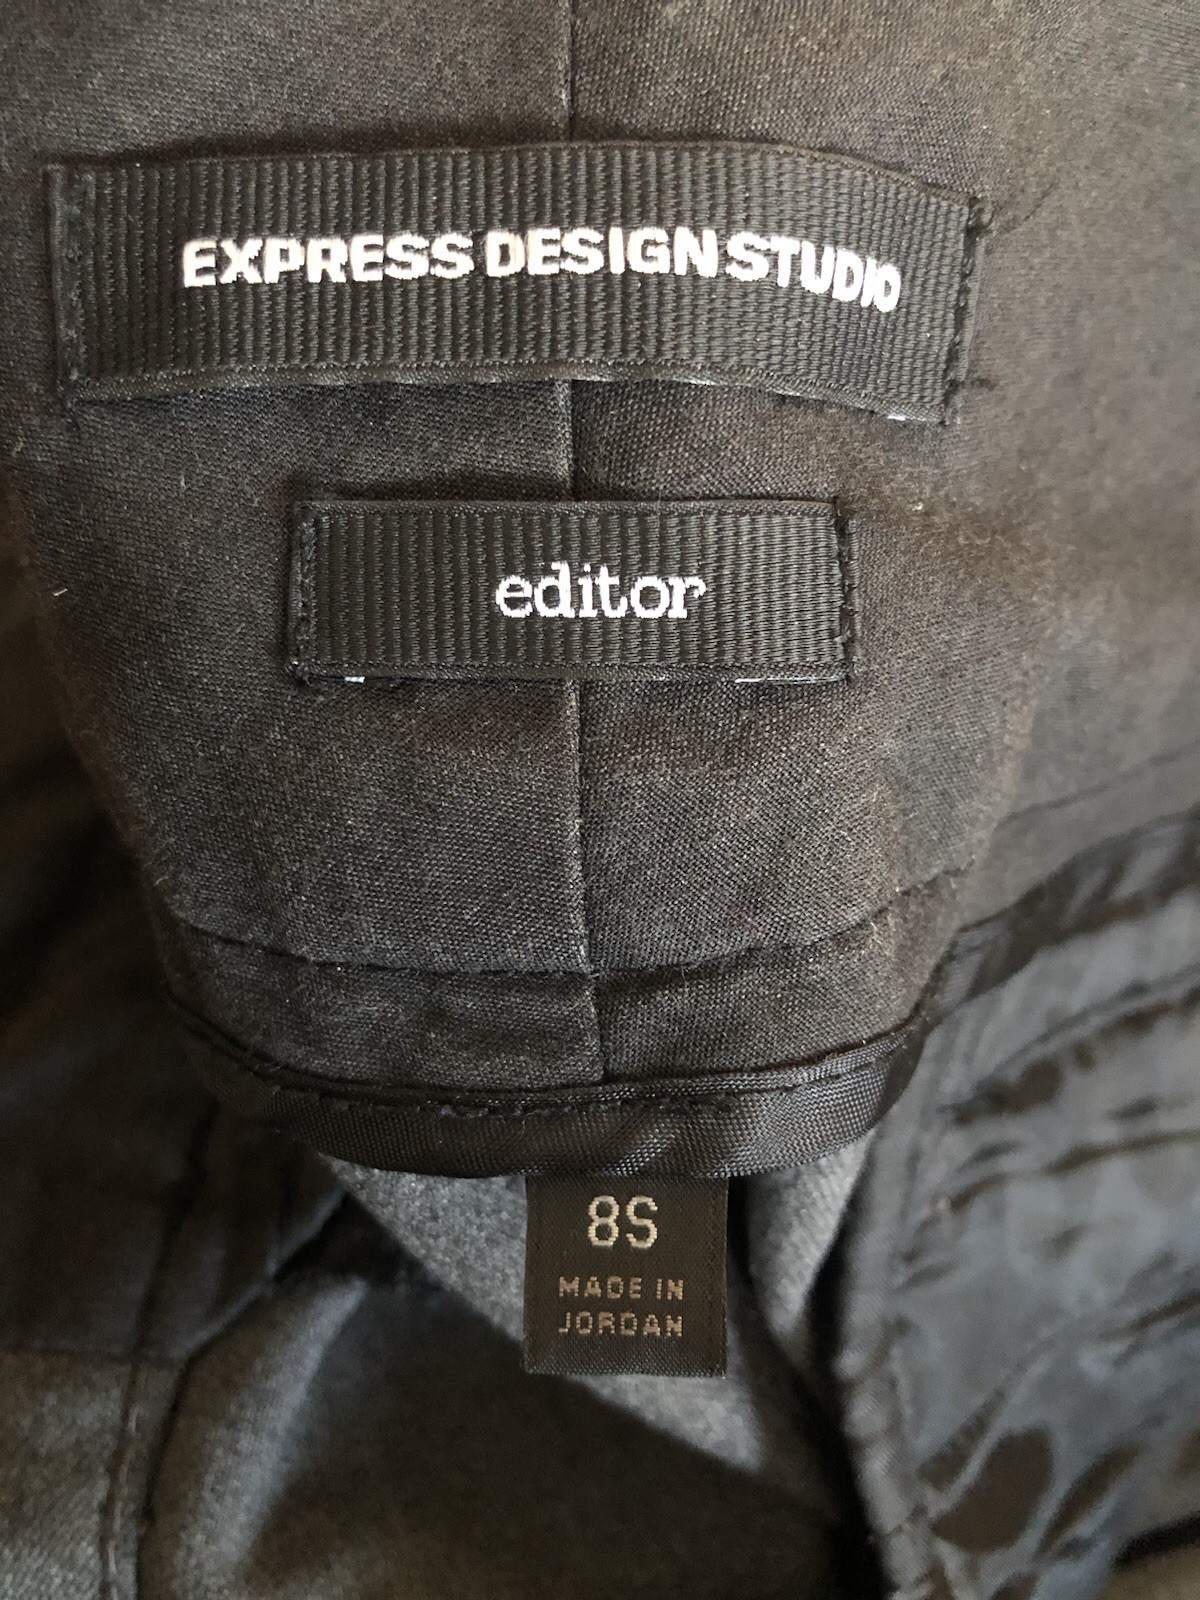 EXPRESS DESIGN STUDIO
editor
8S
MADE IN
JORDAN